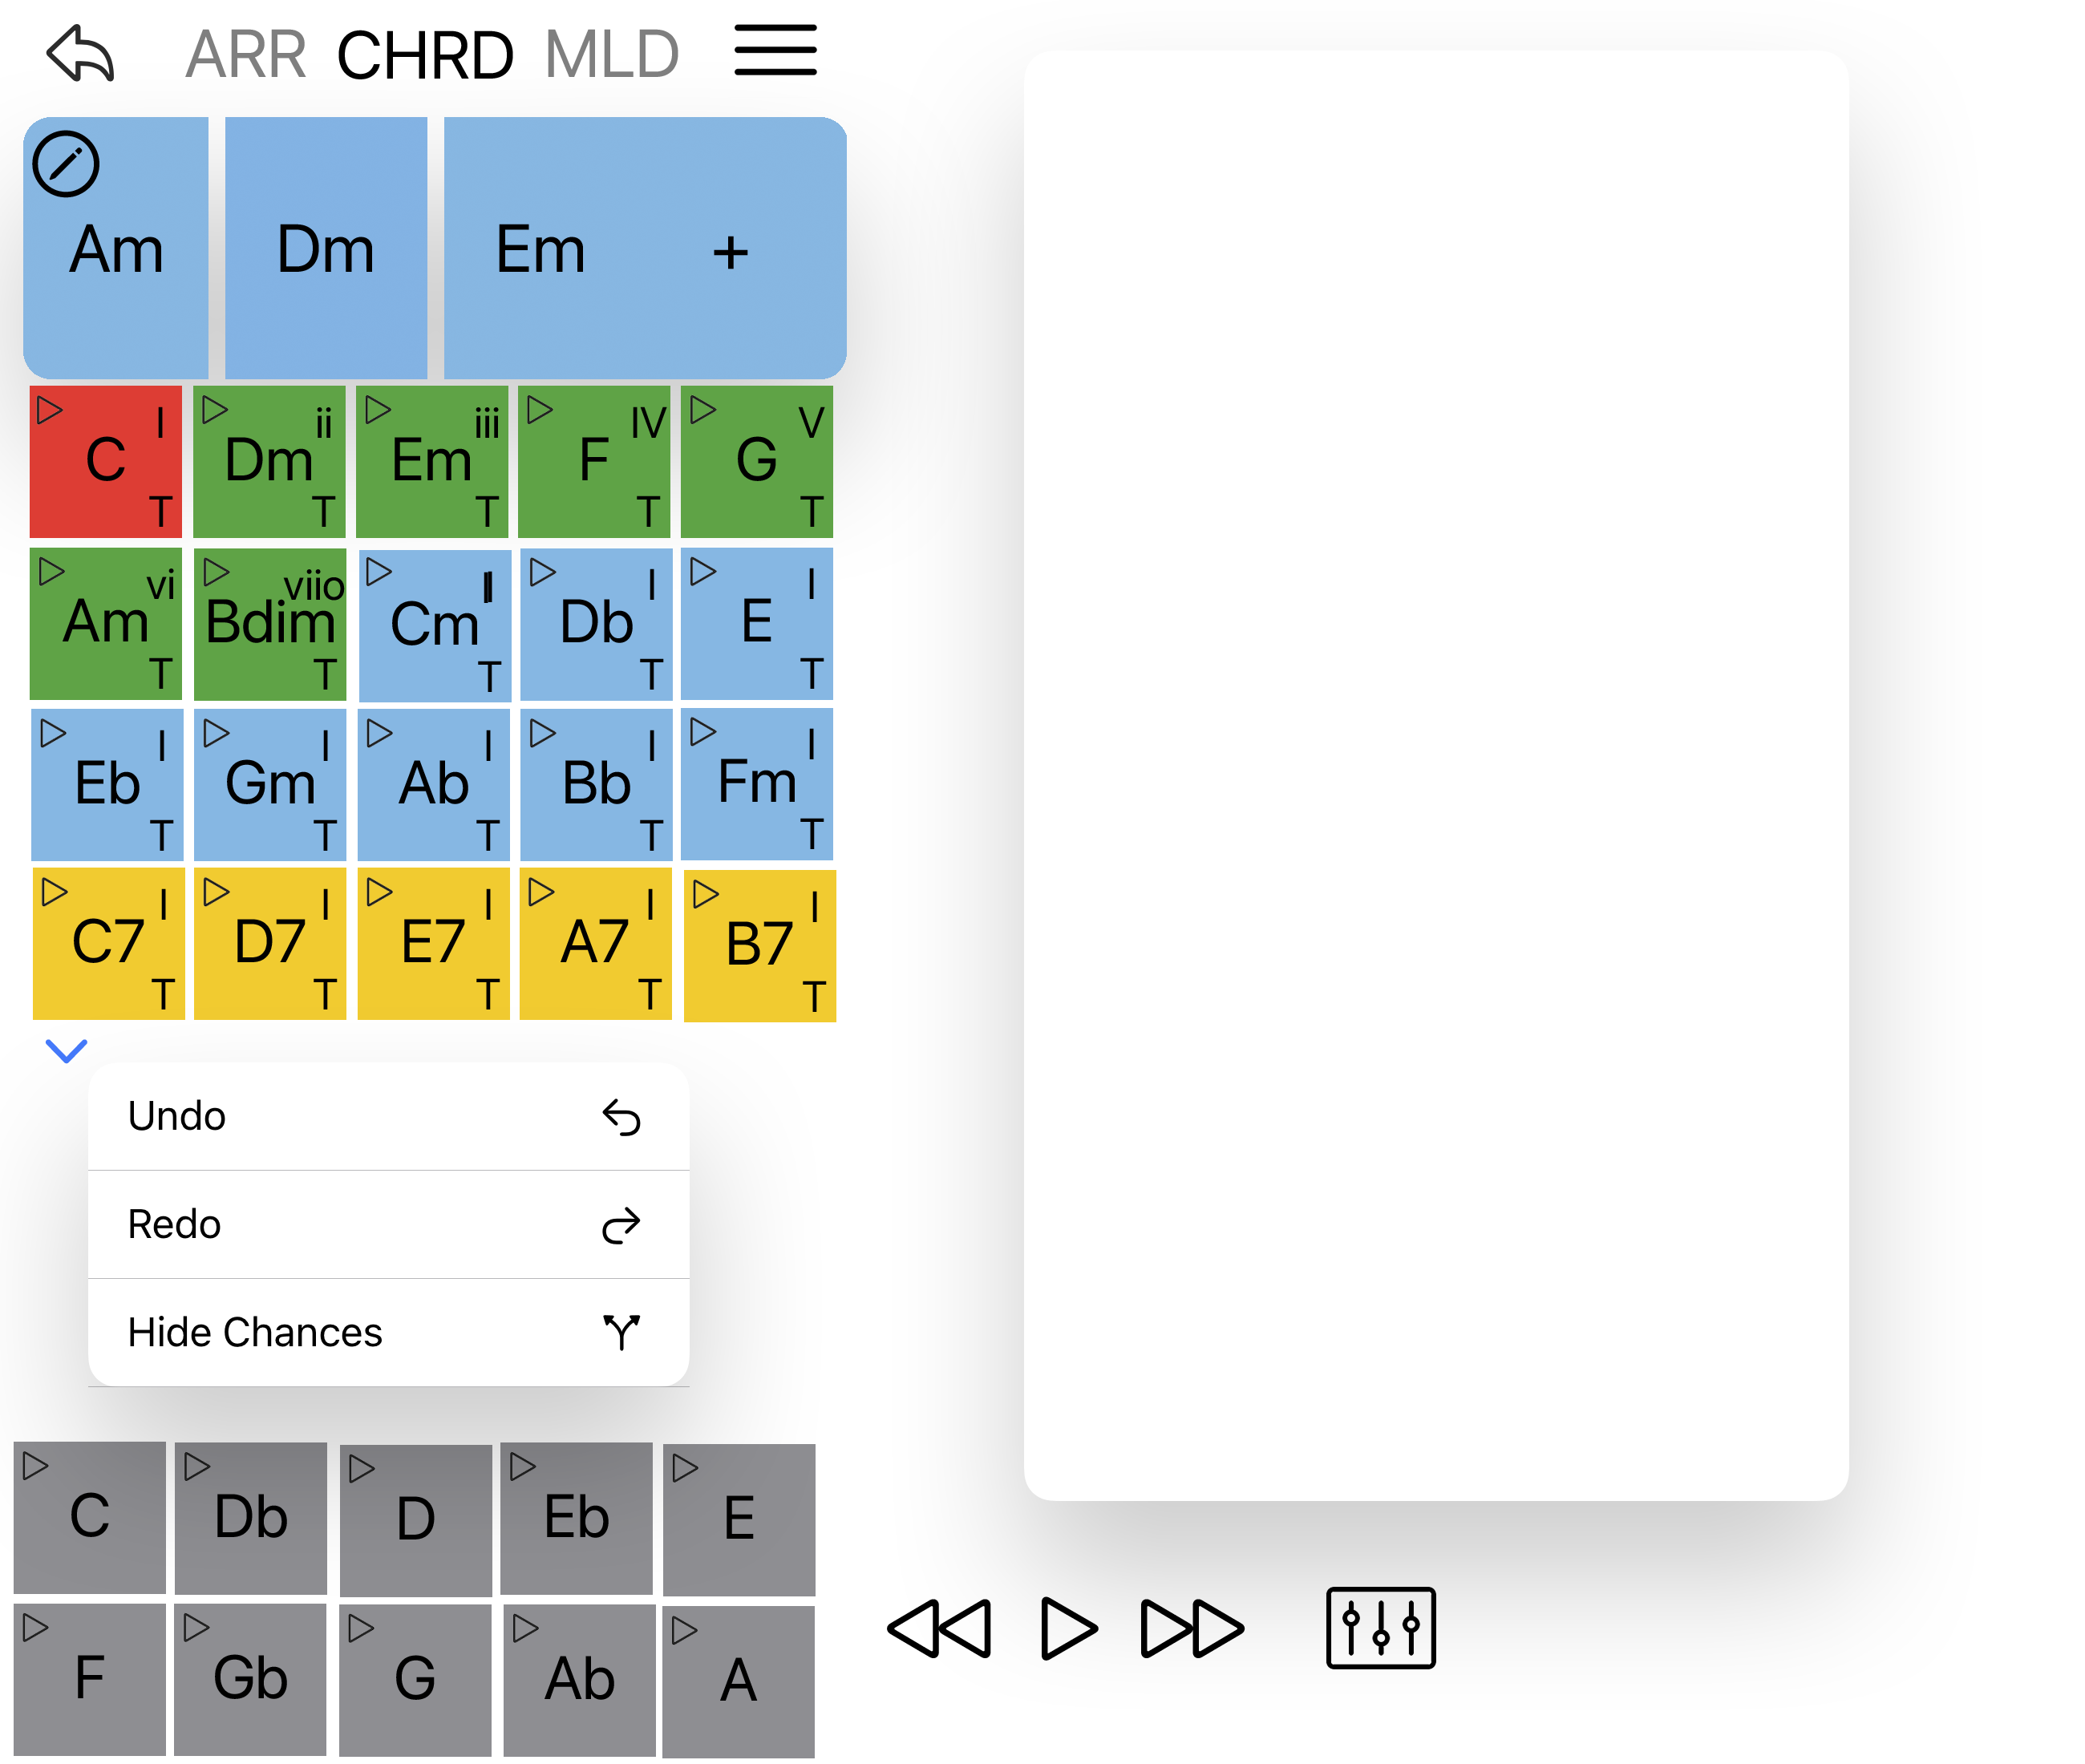 ARR CHRD MLD
Am Dm Em +
I ii iii IV V
C Dm Em F G
T T T T T
vi viio I I I
Am Bdim Cm Db E
T T T T T
I I I I I
Eb Gm Ab Bb Fm
T T T T T
I I I I I
C7 D7 E7 A7 B7
T T T T T
Undo
Redo
Hide Chances
C Db D Eb E
F Gb G Ab A